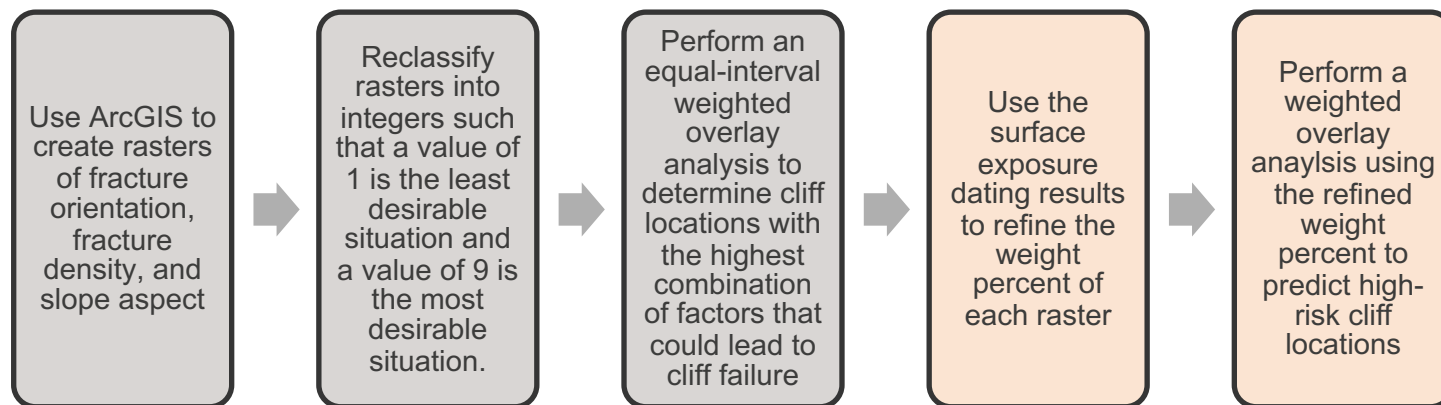 Use ArcGIS to
create rasters
of fracture
orientation,
fracture
density, and
slope aspect
Reclassify
rasters into
integers such
that a value of
1 is the least
desirable
situation and
a value of 9 is
the most
desirable
situation.
Perform an
equal-interval
weighted
overlay
analysis to
determine cliff
locations with
the highest
combination
of factors that
could lead to
cliff failure
Use the
surface
exposure
dating results
to refine the
weight
percent of
each raster
Perform a
weighted
overlay
anaylsis using
the refined
weight
percent to
predict high-
risk cliff
locations